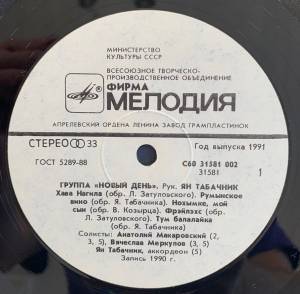 МИНИСТЕРСТВО
КУЛЬТУРЫ СССР
ВСЕСОЮЗНОЕ ТВОРЧЕСКО-
ПРОИЗВОДСТВЕННОЕ ОБЪЕДИНЕНИЕ
ФИРМА
МЕЛОДИЯ
АПРЕЛЕВСКИЙ ОРДЕНА ЛЕНИНА ЗАВОД ГРАМПЛАСТИНОК
СТЕРЕО 33
Год выпуска 1991
ГОСТ 5289-88
С60 31581 002
31581
1
ГРУППА «НОВЫЙ ДЕНЬ». Рук. ЯН ТАБАЧНИК
Хава Нагила (обр. Л. Затуловского). Румынское
вино (обр. Я. Табачника). Нохьмке, мой
сын (обр. В. Козырца). Фрэйлэхс (обр.
Л. Затуловского). Тум балалайка
(обр. Я. Табачника)
Солисты: Анатолий Макаровский (2,
3, 5), Вячеслав Меркупов (3),
Ян Табачник, аккордеон (5)
Запись 1990 г.